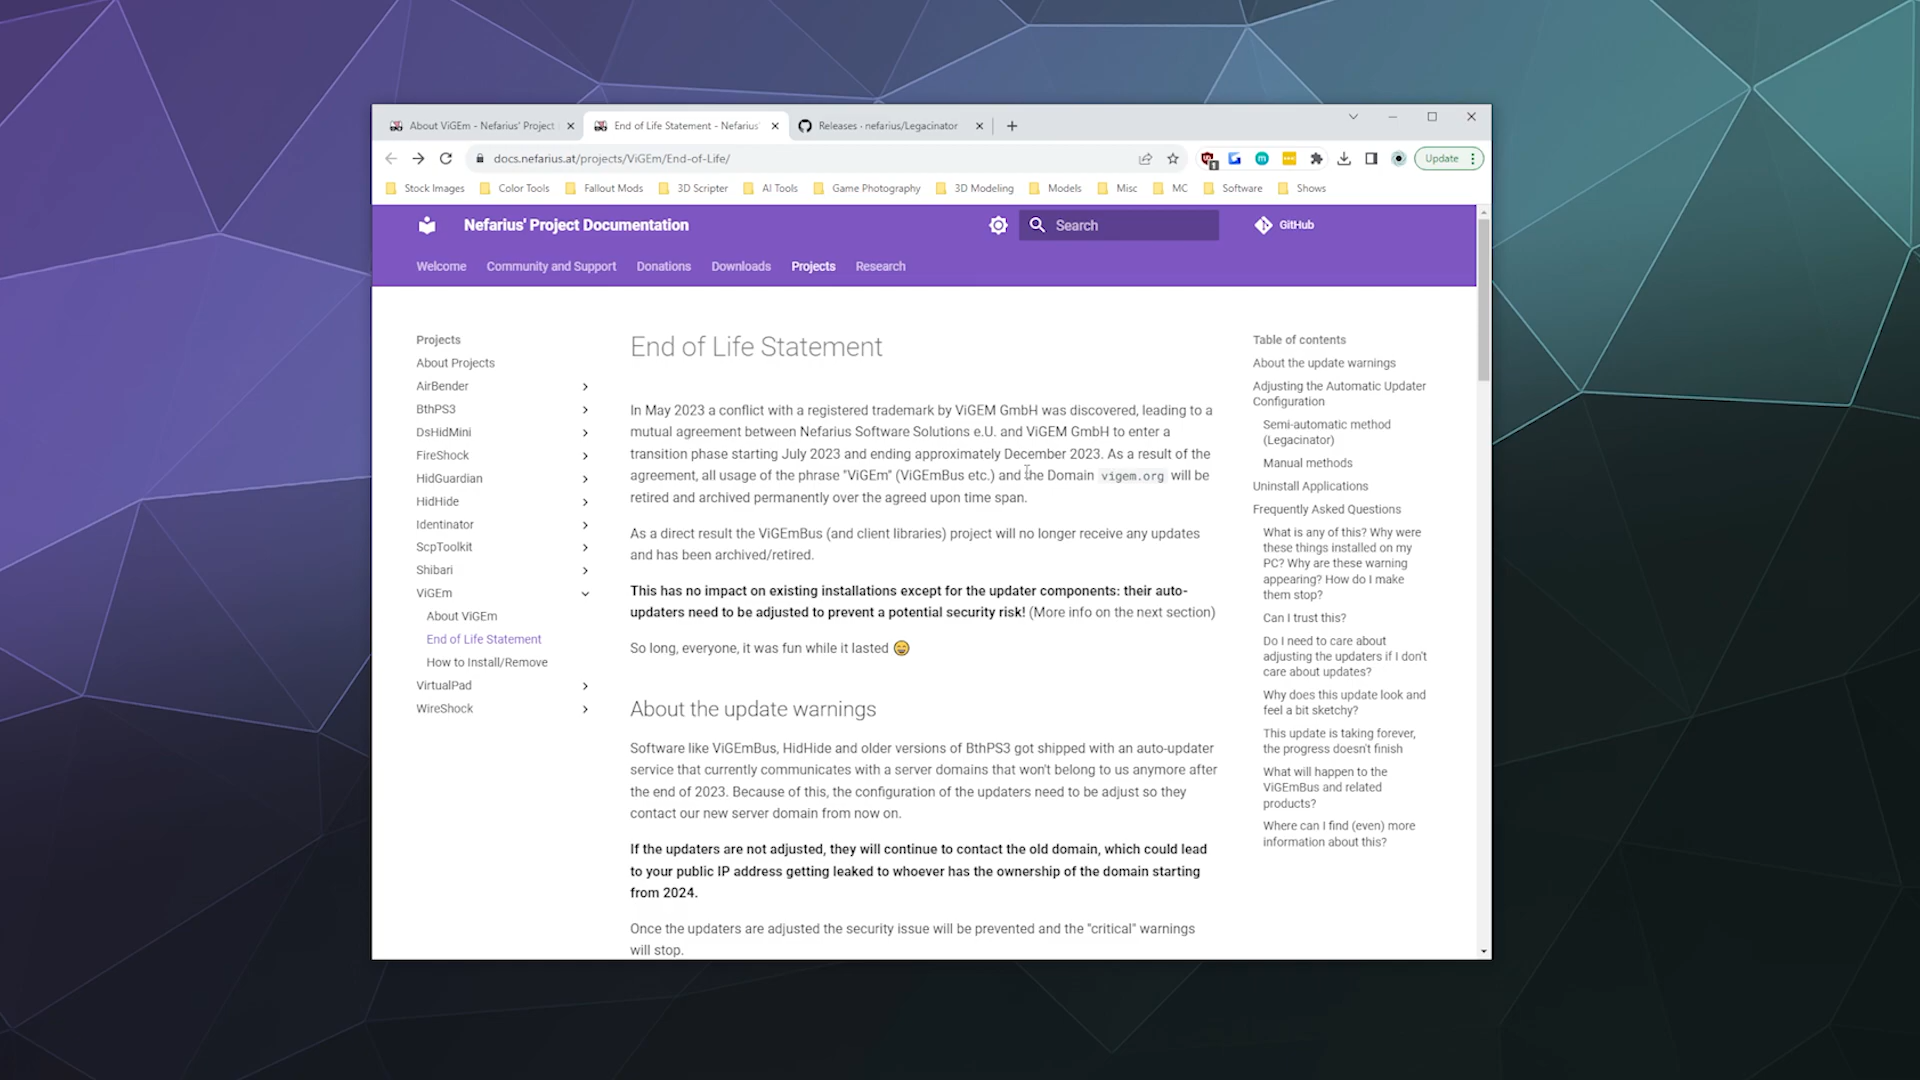 About ViGEm - Nefarius' Project
End of Life Statement - Nefarius'
Releases · nefarius/Legacinator
docs.nefarius.at/projects/ViGEm/End-of-Life/
Update
Stock Images
Color Tools
Fallout Mods
3D Scripter
AI Tools
Game Photography
3D Modeling
Models
Misc
MC
Software
Shows
Nefarius' Project Documentation
Search
GitHub
Welcome
Community and Support
Donations
Downloads
Projects
Research
Projects
About Projects
AirBender
BthPS3
DsHidMini
FireShock
HidGuardian
HidHide
Identinator
ScpToolkit
Shibari
ViGEm
About ViGEm
End of Life Statement
How to Install/Remove
VirtualPad
WireShock
End of Life Statement
In May 2023 a conflict with a registered trademark by ViGEM GmbH was discovered, leading to a
mutual agreement between Nefarius Software Solutions e.U. and ViGEM GmbH to enter a
transition phase starting July 2023 and ending approximately December 2023. As a result of the
agreement, all usage of the phrase "ViGEm" (ViGEmBus etc.) and the Domain vigem.org will be
retired and archived permanently over the agreed upon time span.
As a direct result the ViGEmBus (and client libraries) project will no longer receive any updates
and has been archived/retired.
This has no impact on existing installations except for the updater components: their auto-
updaters need to be adjusted to prevent a potential security risk! (More info on the next section)
So long, everyone, it was fun while it lasted 😄
About the update warnings
Software like ViGEmBus, HidHide and older versions of BthPS3 got shipped with an auto-updater
service that currently communicates with a server domains that won't belong to us anymore after
the end of 2023. Because of this, the configuration of the updaters need to be adjust so they
contact our new server domain from now on.
If the updaters are not adjusted, they will continue to contact the old domain, which could lead
to your public IP address getting leaked to whoever has the ownership of the domain starting
from 2024.
Once the updaters are adjusted the security issue will be prevented and the "critical" warnings
will stop.
Table of contents
About the update warnings
Adjusting the Automatic Updater
Configuration
Semi-automatic method
(Legacinator)
Manual methods
Uninstall Applications
Frequently Asked Questions
What is any of this? Why were
these things installed on my
PC? Why are these warning
appearing? How do I make
them stop?
Can I trust this?
Do I need to care about
adjusting the updaters if I don't
care about updates?
Why does this update look and
feel a bit sketchy?
This update is taking forever,
the progress doesn't finish
What will happen to the
ViGEmBus and related
products?
Where can I find (even) more
information about this?